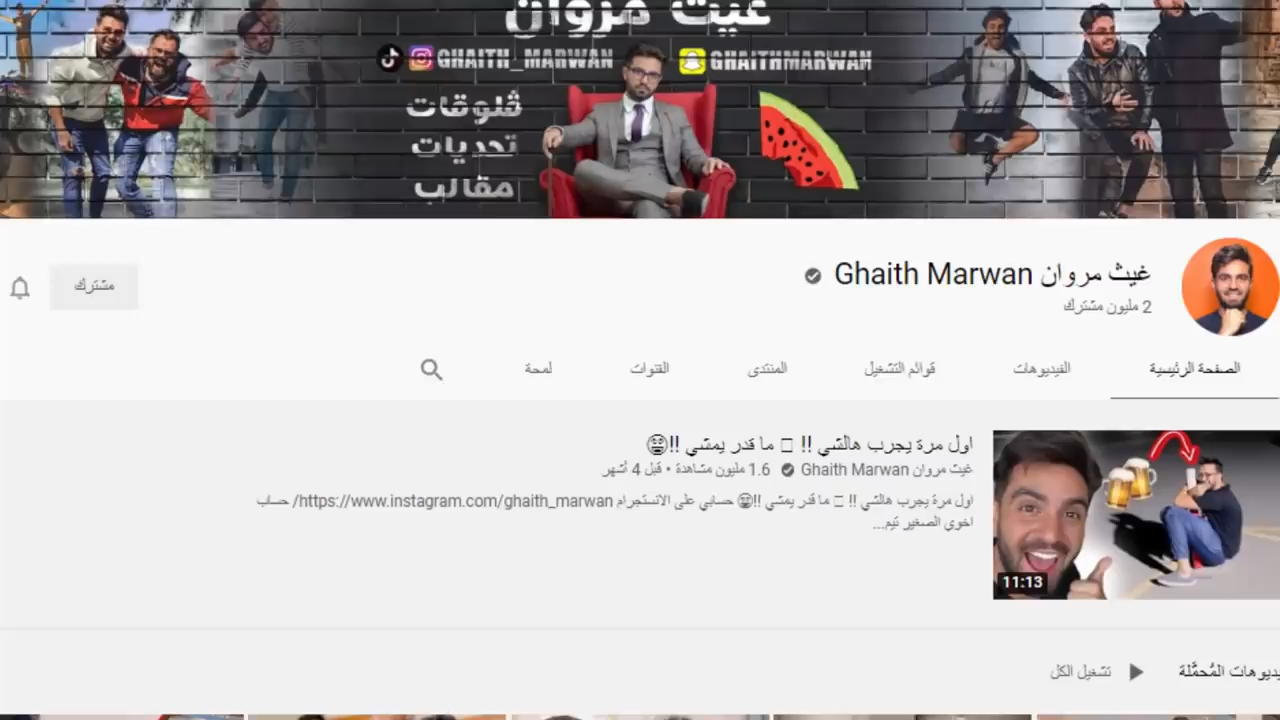 غيث مروان
GHAITH_MARWAN
GHAITHMARWAN
ڤلوقات
تحديات
مقالب
غيث مروان Ghaith Marwan
2 مليون مشترك
مشترك
الصفحة الرئيسية
الفيديوهات
قوائم التشغيل
المنتدى
القنوات
لمحة
اول مرة يجرب هالشي !! □ ما قدر يمشي !!
غيث مروان Ghaith Marwan 1.6 مليون مشاهدة • قبل 4 أشهر
اول مرة يجرب هالشي !! □ ما قدر يمشي !! حسابي على الانستجرام https://www.instagram.com/ghaith_marwan/ حساب
اخوي الصغير تيم...
11:13
المُحمَّلة
تشغيل الكل